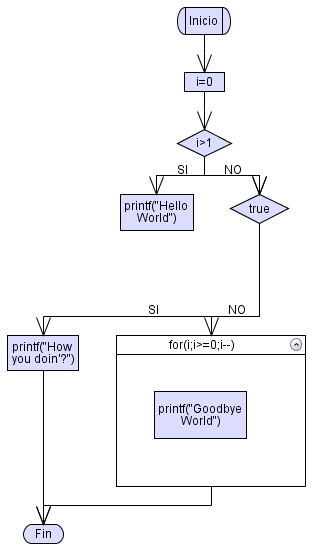 Inicio
i=0
i>1
SI
NO
printf("Hello
World")
true
SI
NO
printf("How
you doin'?")
for(i;i>=0;i--)
printf("Goodbye
World")
Fin